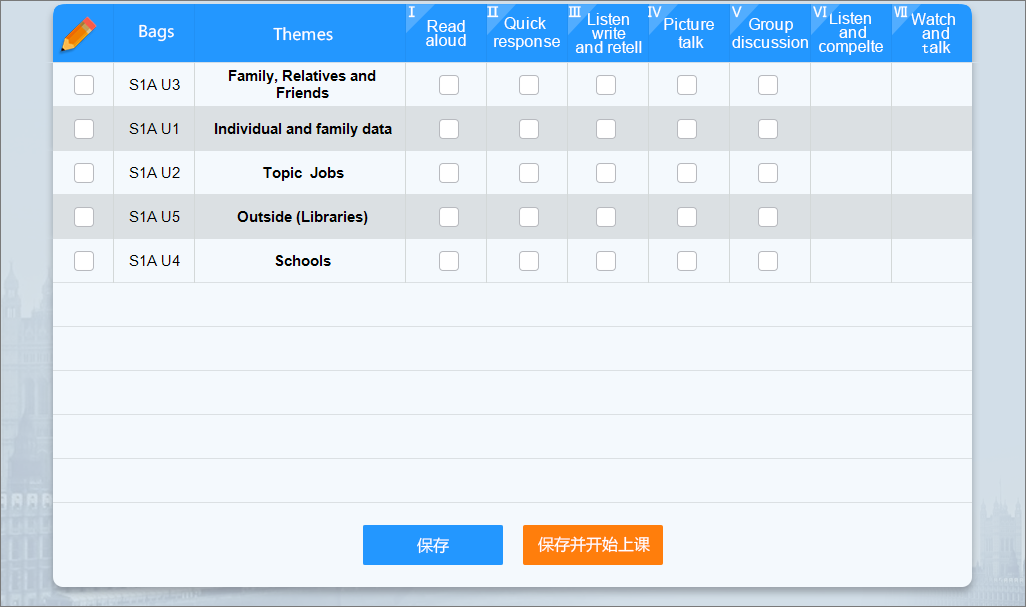 Bags Themes Ⅰ Read aloud Ⅱ Quick response Ⅲ Listen write and retell Ⅳ Picture talk Ⅴ Group discussion Ⅵ Listen and compelte Ⅶ Watch and talk
S1A U3 Family, Relatives and Friends
S1A U1 Individual and family data
S1A U2 Topic Jobs
S1A U5 Outside (Libraries)
S1A U4 Schools
保存 保存并开始上课